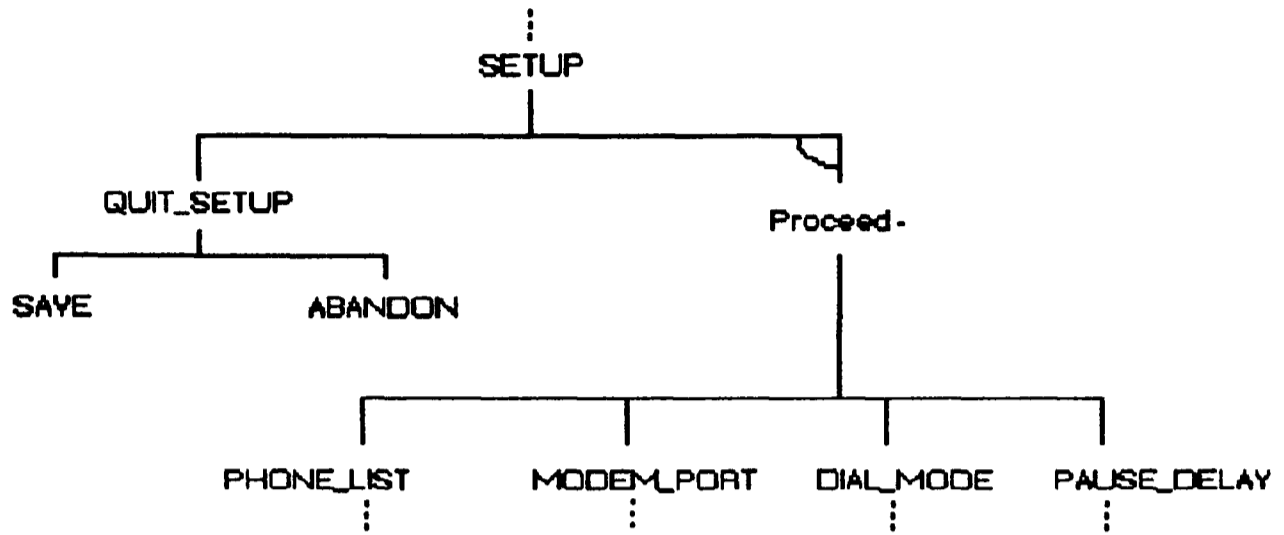 SETUP
QUIT_SETUP
Proceed-
SAVE ABANDON
PHONE_LIST MODEM_PORT DIAL_MODE PAUSE_DELAY